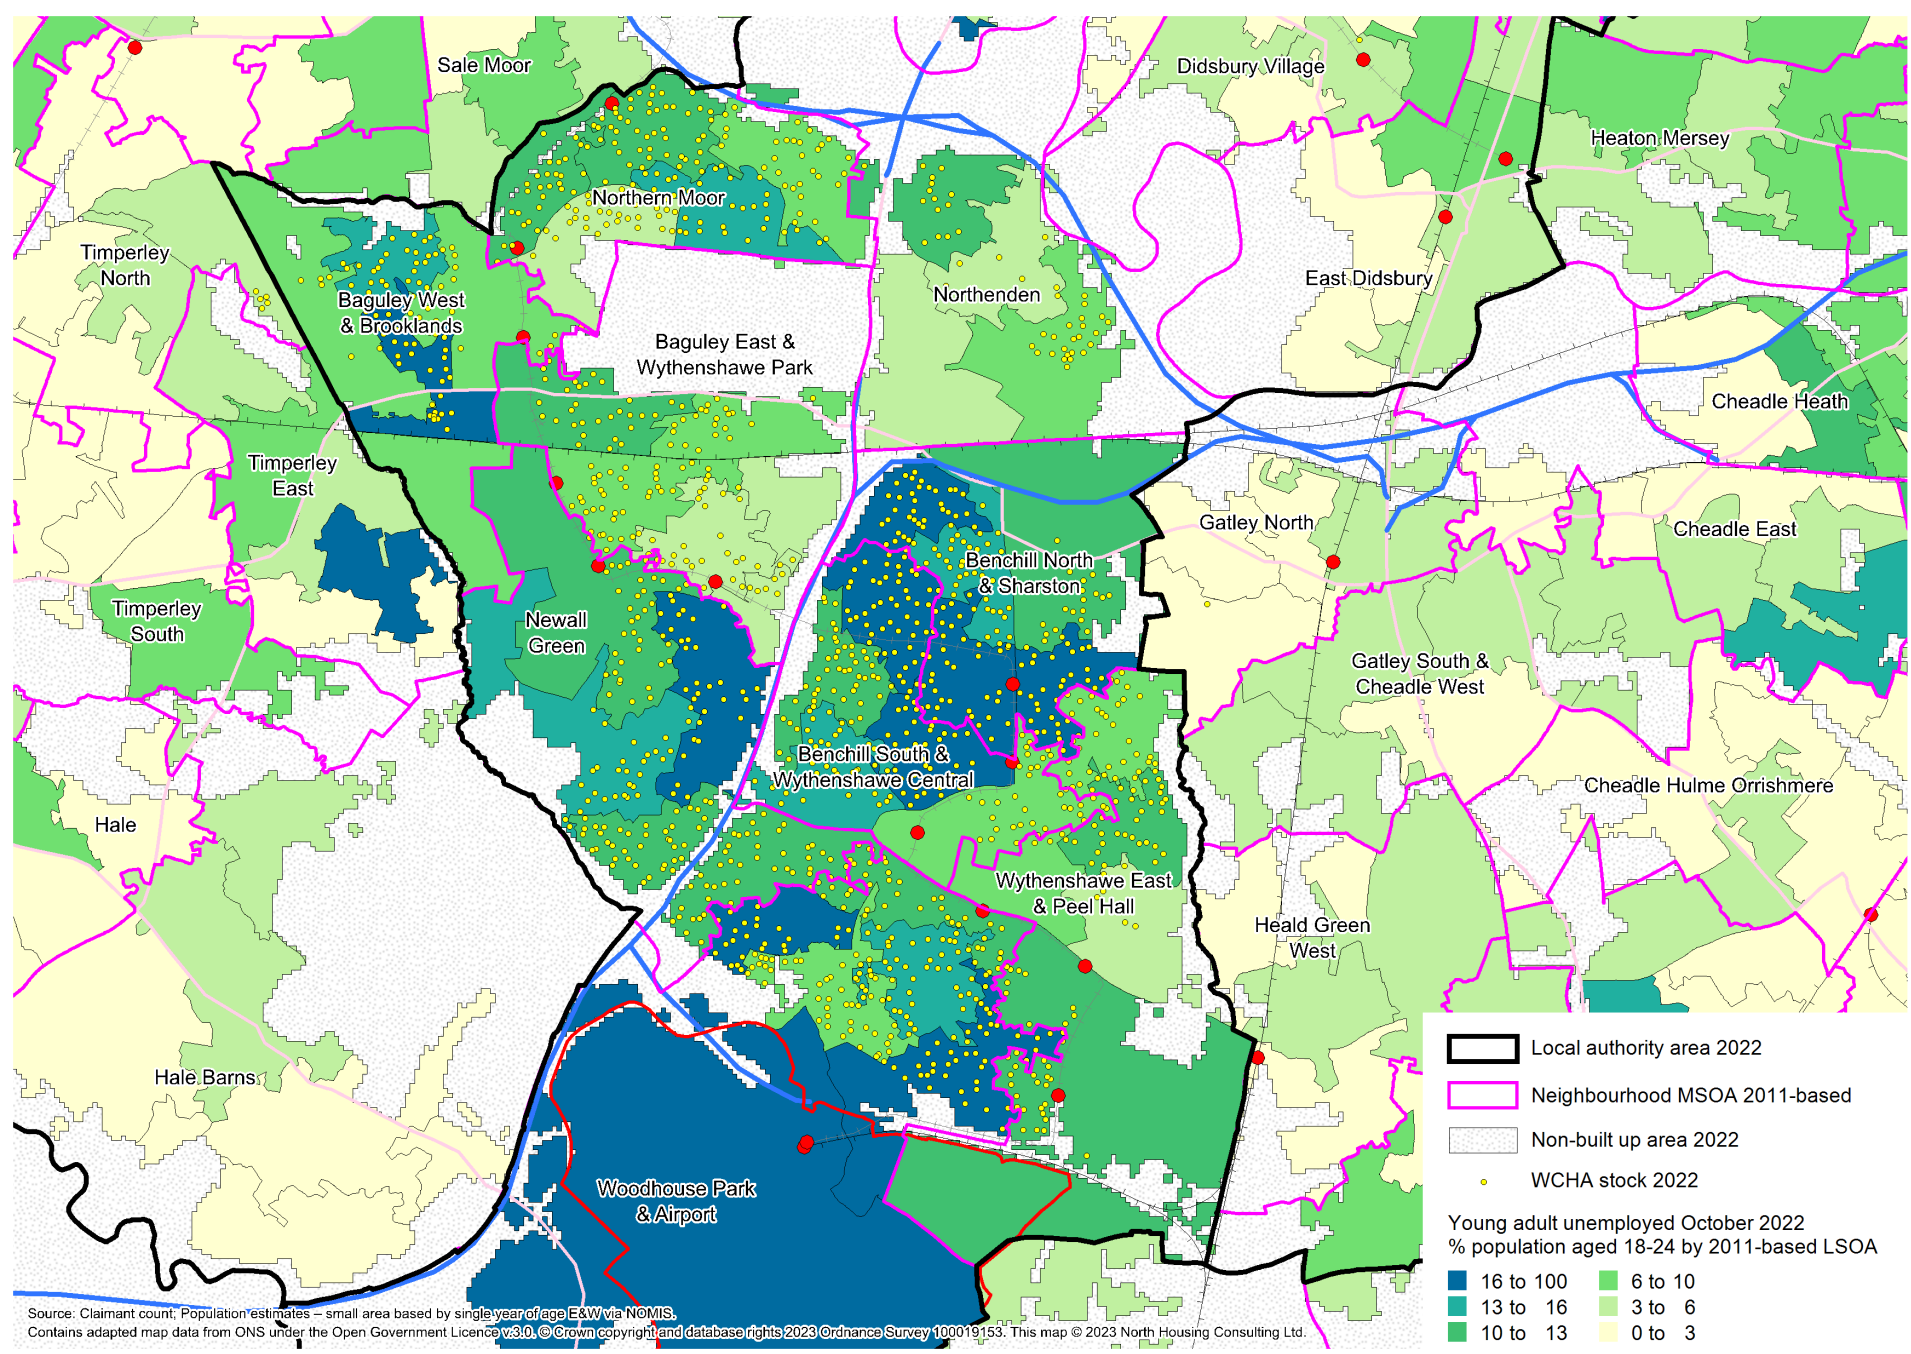 Sale Moor
Didsbury Village
Heaton Mersey
Northern Moor
Timperley
North
East Didsbury
Baguley West
& Brooklands
Northenden
Baguley East &
Wythenshawe Park
Cheadle Heath
Timperley
East
Gatley North
Cheadle East
Benchill North
& Sharston
Timperley
South
Newall
Green
Gatley South &
Cheadle West
Benchill South &
Wythenshawe Central
Cheadle Hulme Orrishmere
Hale
Wythenshawe East
& Peel Hall
Heald Green
West
Hale Barns
Woodhouse Park
& Airport
Local authority area 2022
Neighbourhood MSOA 2011-based
Non-built up area 2022
WCHA stock 2022
Young adult unemployed October 2022
% population aged 18-24 by 2011-based LSOA
16 to 100
6 to 10
13 to 16
3 to 6
10 to 13
0 to 3
Source: Claimant count; Population estimates – small area based by single year of age E&W via NOMIS.
Contains adapted map data from ONS under the Open Government Licence v.3.0. © Crown copyright and database rights 2023 Ordnance Survey 100019153. This map © 2023 North Housing Consulting Ltd.